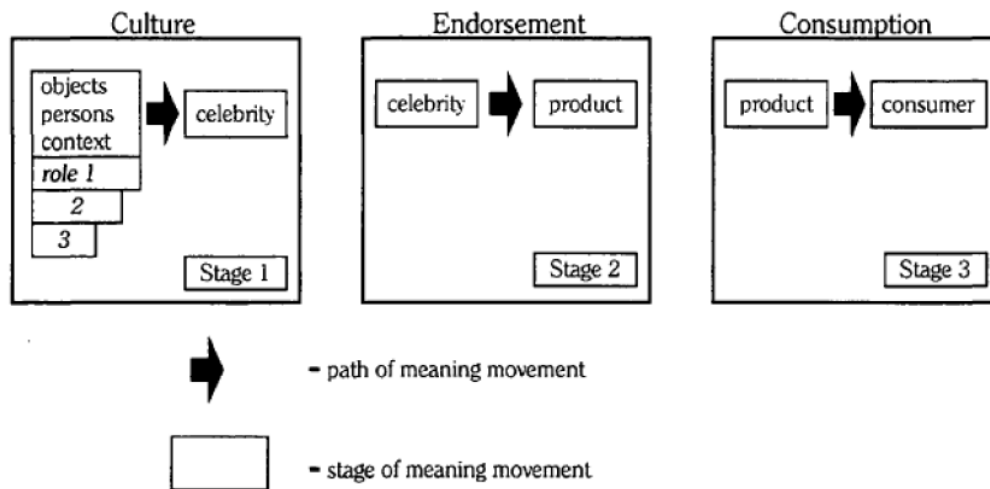 Culture
Endorsement
Consumption
objects
persons
context
role 1
2
3
celebrity
Stage 1
celebrity
product
Stage 2
product
consumer
Stage 3
- path of meaning movement
- stage of meaning movement